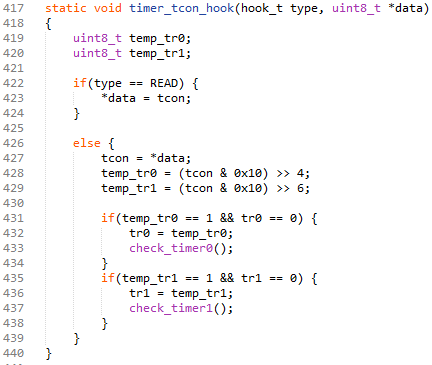 417 static void timer_tcon_hook(hook_t type, uint8_t *data)
418 {
419     uint8_t temp_tr0;
420     uint8_t temp_tr1;
421
422     if(type == READ) {
423         *data = tcon;
424     }
425
426     else {
427         tcon = *data;
428         temp_tr0 = (tcon & 0x10) >> 4;
429         temp_tr1 = (tcon & 0x10) >> 6;
430
431         if(temp_tr0 == 1 && tr0 == 0) {
432             tr0 = temp_tr0;
433             check_timer0();
434         }
435         if(temp_tr1 == 1 && tr1 == 0) {
436             tr1 = temp_tr1;
437             check_timer1();
438         }
439     }
440 }